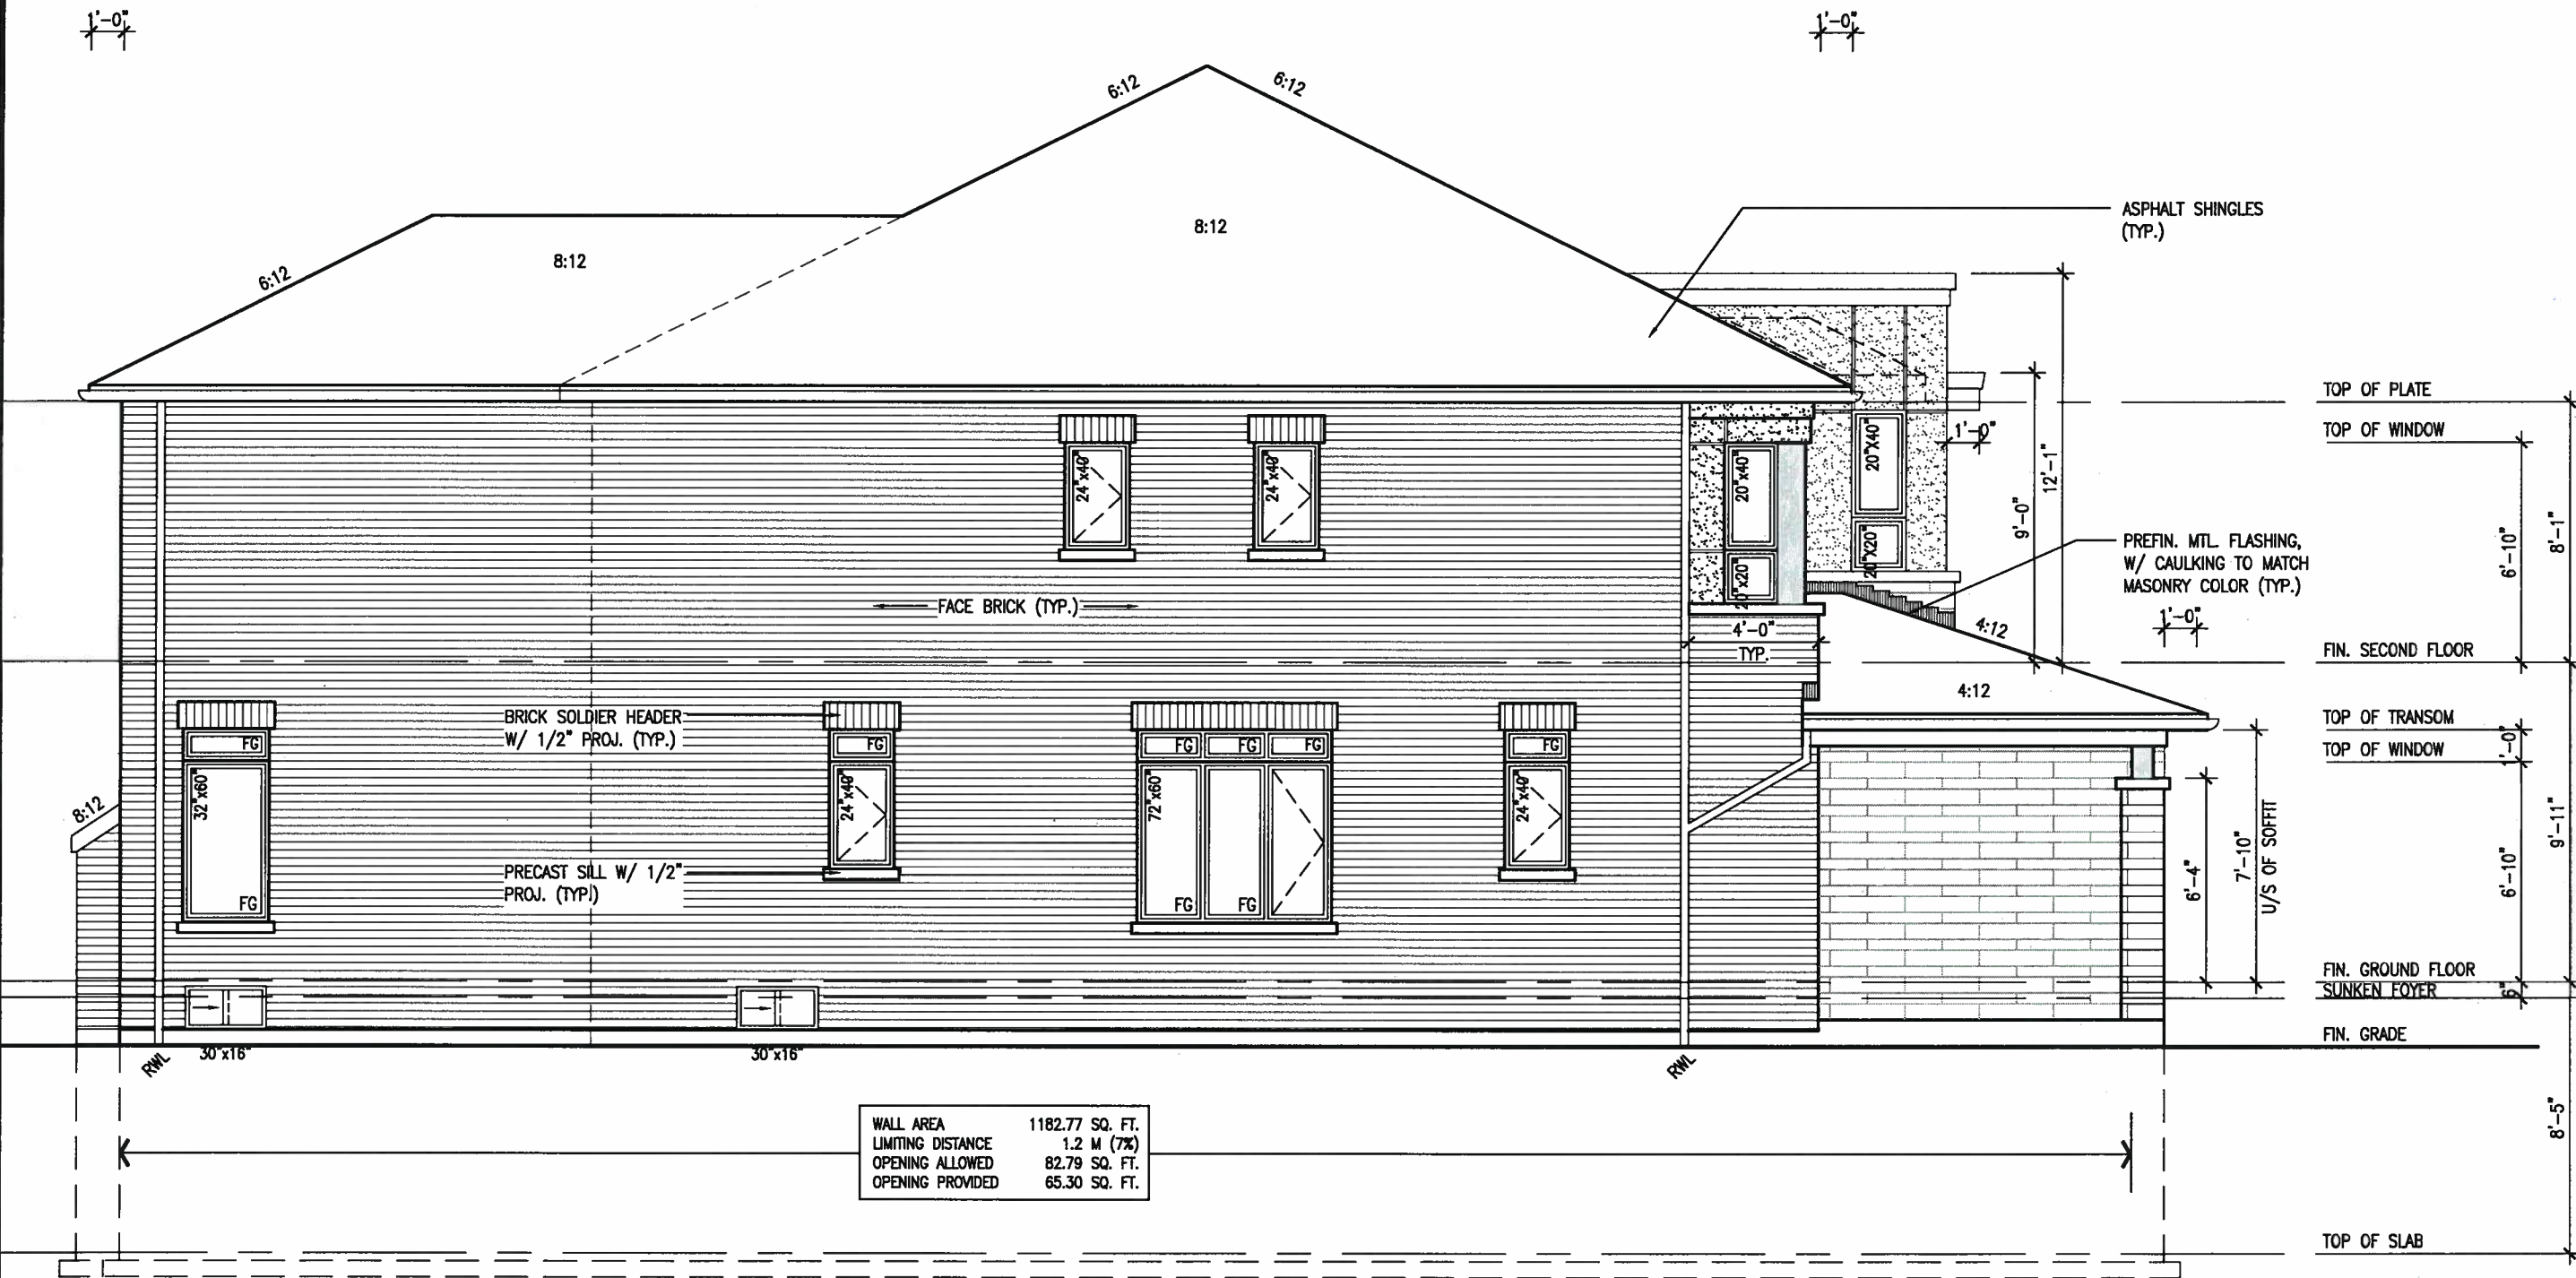 1'-0"
1'-0"
6:12
6:12
8:12
6:12
8:12
ASPHALT SHINGLES
(TYP.)
TOP OF PLATE
TOP OF WINDOW
1'-0"
12'-1"
9'-0"
24"x40"
24"x40"
20"X40"
20"X40"
20"X20"
20"X20"
6'-10"
8'-1"
PREFIN. MTL. FLASHING,
W/ CAULKING TO MATCH
MASONRY COLOR (TYP.)
FACE BRICK (TYP.)
1'-0"
4:12
4'-0"
TYP.
FIN. SECOND FLOOR
4:12
BRICK SOLDIER HEADER
W/ 1/2" PROJ. (TYP.)
TOP OF TRANSOM
TOP OF WINDOW
1'-0"
FG
FG
FG
FG
FG
FG
32"x60"
24"x40"
72"x60"
24"x40"
8:12
PRECAST SILL W/ 1/2"
PROJ. (TYP.)
FG
FG
FG
6'-4"
7'-10"
U/S OF SOFFIT
6'-10"
9'-11"
FIN. GROUND FLOOR
SUNKEN FOYER
6"
FIN. GRADE
RWL
30"x16"
30"x16"
RWL
WALL AREA 1182.77 SQ. FT.
LIMITING DISTANCE 1.2 M (7%)
OPENING ALLOWED 82.79 SQ. FT.
OPENING PROVIDED 65.30 SQ. FT.
8'-5"
TOP OF SLAB